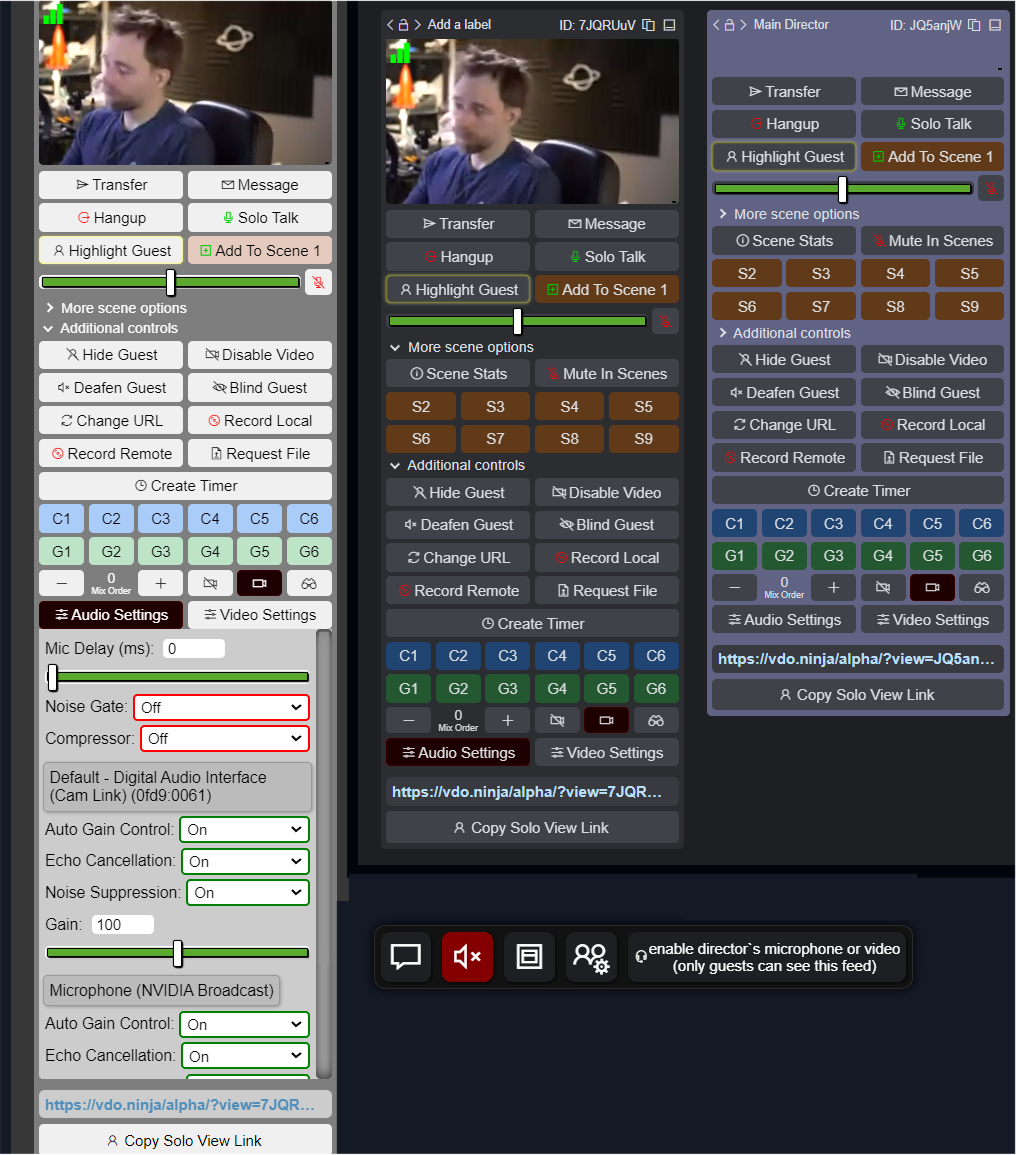 Transfer
Message
Hangup
Solo Talk
Highlight Guest
Add To Scene 1
More scene options
Additional controls
Hide Guest
Disable Video
Deafen Guest
Blind Guest
Change URL
Record Local
Record Remote
Request File
Create Timer
C1 C2 C3 C4 C5 C6
G1 G2 G3 G4 G5 G6
0
Mix Order
Audio Settings
Video Settings
Mic Delay (ms): 0
Noise Gate: Off
Compressor: Off
Default - Digital Audio Interface
(Cam Link) (0fd9:0061)
Auto Gain Control: On
Echo Cancellation: On
Noise Suppression: On
Gain: 100
Microphone (NVIDIA Broadcast)
Auto Gain Control: On
Echo Cancellation: On
https://vdo.ninja/alpha/?view=7JQR...
Copy Solo View Link
Add a label
ID: 7JQRUuV
Transfer
Message
Hangup
Solo Talk
Highlight Guest
Add To Scene 1
More scene options
Scene Stats
Mute In Scenes
S2 S3 S4 S5
S6 S7 S8 S9
Additional controls
Hide Guest
Disable Video
Deafen Guest
Blind Guest
Change URL
Record Local
Record Remote
Request File
Create Timer
C1 C2 C3 C4 C5 C6
G1 G2 G3 G4 G5 G6
0
Mix Order
Audio Settings
Video Settings
https://vdo.ninja/alpha/?view=7JQR...
Copy Solo View Link
Main Director
ID: JQ5anjW
Transfer
Message
Hangup
Solo Talk
Highlight Guest
Add To Scene 1
More scene options
Scene Stats
Mute In Scenes
S2 S3 S4 S5
S6 S7 S8 S9
Additional controls
Hide Guest
Disable Video
Deafen Guest
Blind Guest
Change URL
Record Local
Record Remote
Request File
Create Timer
C1 C2 C3 C4 C5 C6
G1 G2 G3 G4 G5 G6
0
Mix Order
Audio Settings
Video Settings
https://vdo.ninja/alpha/?view=JQ5an...
Copy Solo View Link
enable director`s microphone or video
(only guests can see this feed)